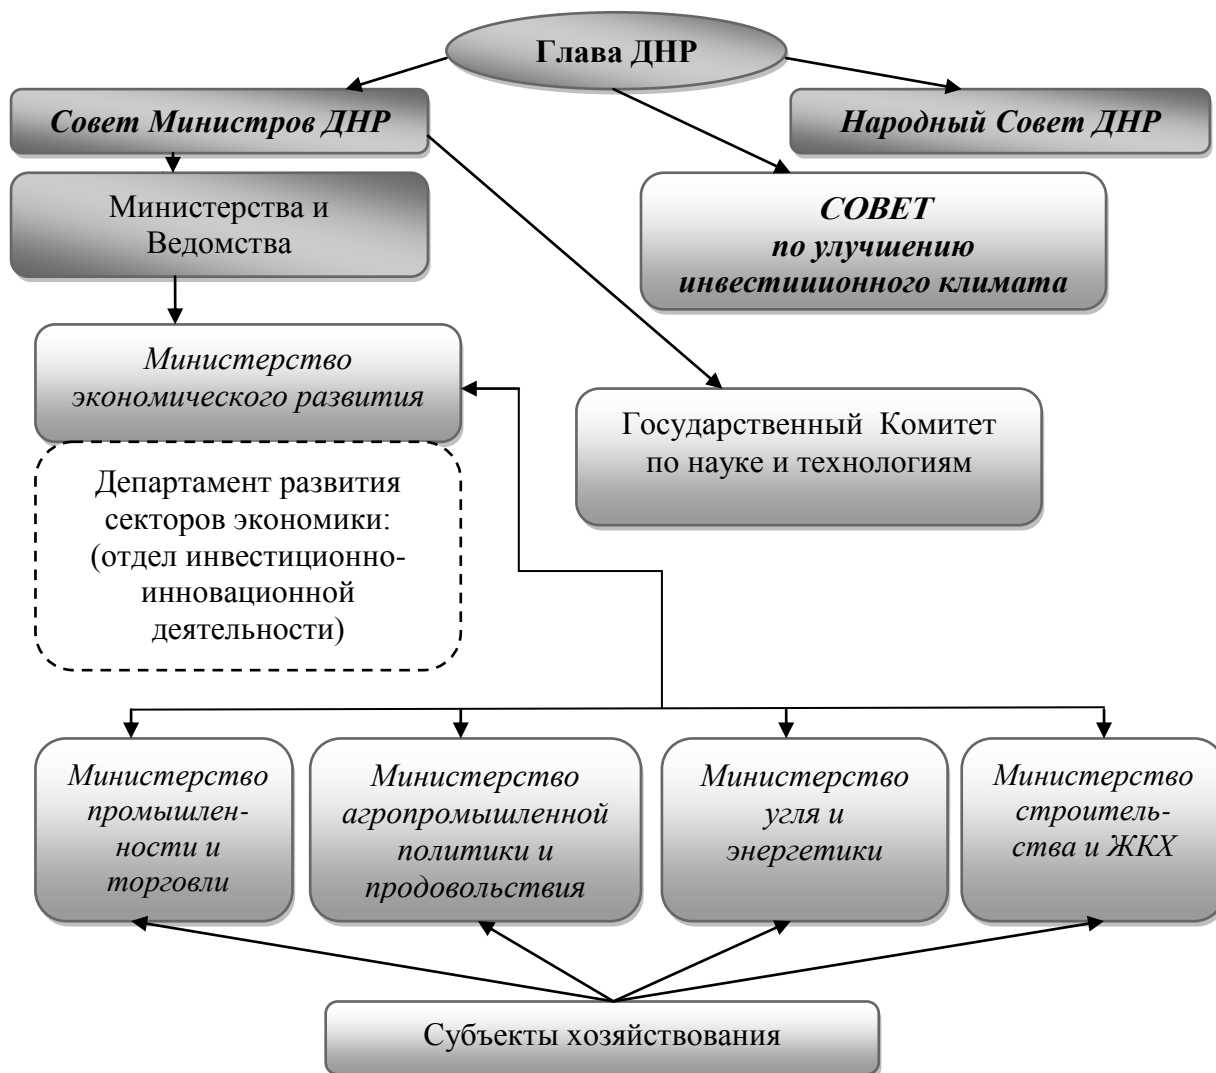 Глава ДНР
Совет Министров ДНР
Народный Совет ДНР
Министерства и
Ведомства
СОВЕТ
по улучшению
инвестииионного климата
Министерство
экономического развития
Государственный Комитет
по науке и технологиям
Департамент развития
секторов экономики:
(отдел инвестиционно-
инновационной
деятельности)
Министерство
промышлен-
ности и
торговли
Министерство
агропромышленной
политики и
продовольствия
Министерство
угля и
энергетики
Министерство
строитель-
ства и ЖКХ
Субъекты хозяйствования